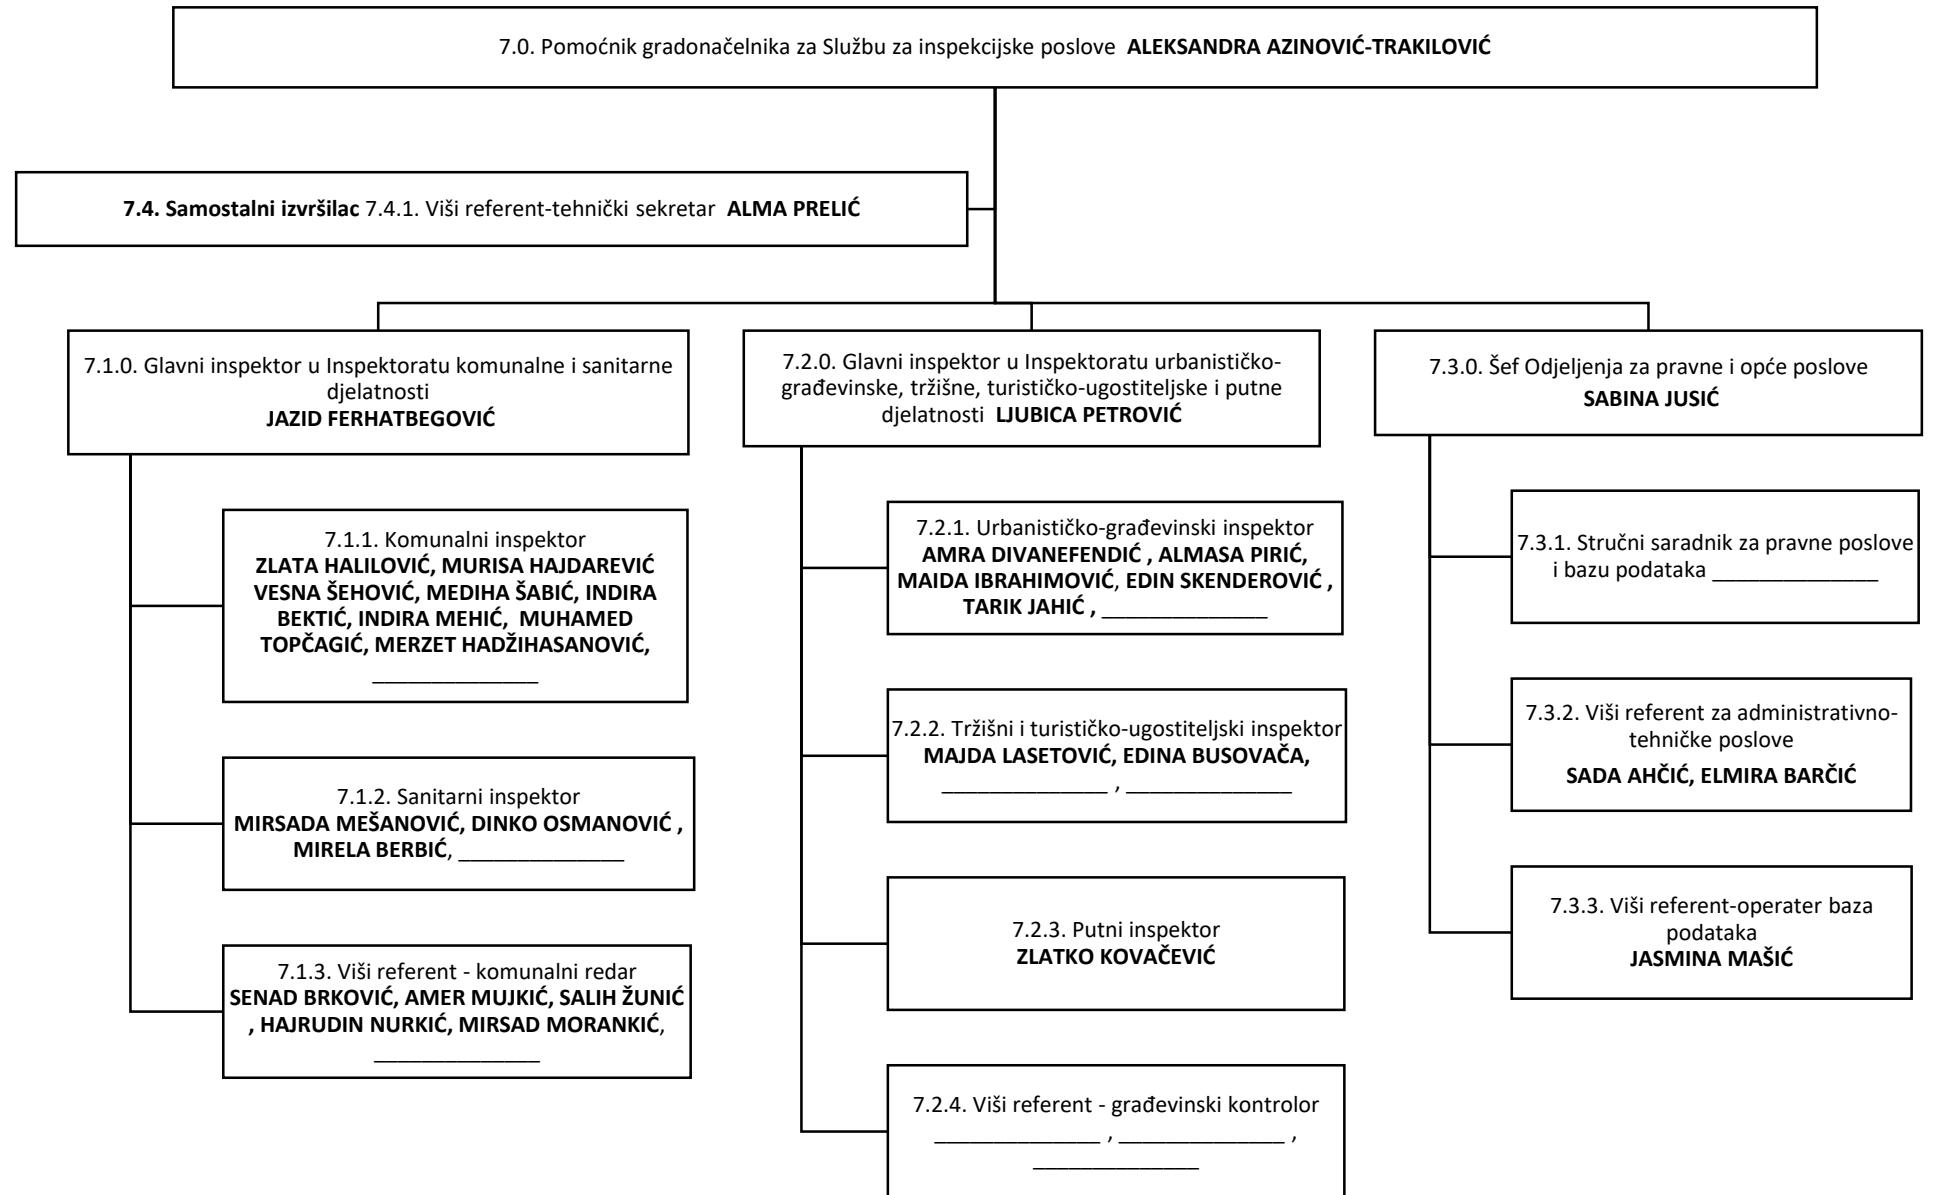 7.0. Pomoćnik gradonačelnika za Službu za inspekcijske poslove ALEKSANDRA AZINOVIĆ-TRAKILOVIĆ
7.4. Samostalni izvršilac 7.4.1. Viši referent-tehnički sekretar ALMA PRELIĆ
7.1.0. Glavni inspektor u Inspektoratu komunalne i sanitarne
djelatnosti
JAZID FERHATBEGOVIĆ
7.1.1. Komunalni inspektor
ZLATA HALILOVIĆ, MURISA HAJDAREVIĆ
VESNA ŠEHOVIĆ, MEDIHA ŠABIĆ, INDIRA
BEKTIĆ, INDIRA MEHIĆ, MUHAMED
TOPČAGIĆ, MERZET HADŽIHASANOVIĆ,
______________
7.1.2. Sanitarni inspektor
MIRSADA MEŠANOVIĆ, DINKO OSMANOVIĆ ,
MIRELA BERBIĆ, ______________
7.1.3. Viši referent - komunalni redar
SENAD BRKOVIĆ, AMER MUJKIĆ, SALIH ŽUNIĆ
, HAJRUDIN NURKIĆ, MIRSAD MORANKIĆ,
______________
7.2.0. Glavni inspektor u Inspektoratu urbanističko-
građevinske, tržišne, turističko-ugostiteljske i putne
djelatnosti LJUBICA PETROVIĆ
7.2.1. Urbanističko-građevinski inspektor
AMRA DIVANEFENDIĆ , ALMASA PIRIĆ,
MAIDA IBRAHIMOVIĆ, EDIN SKENDEROVIĆ ,
TARIK JAHIĆ , ______________
7.2.2. Tržišni i turističko-ugostiteljski inspektor
MAJDA LASETOVIĆ, EDINA BUSOVAČA,
______________ , ______________
7.2.3. Putni inspektor
ZLATKO KOVAČEVIĆ
7.2.4. Viši referent - građevinski kontrolor
______________ , ______________ ,
______________
7.3.0. Šef Odjeljenja za pravne i opće poslove
SABINA JUSIĆ
7.3.1. Stručni saradnik za pravne poslove
i bazu podataka ______________
7.3.2. Viši referent za administrativno-
tehničke poslove
SADA AHČIĆ, ELMIRA BARČIĆ
7.3.3. Viši referent-operater baza
podataka
JASMINA MAŠIĆ